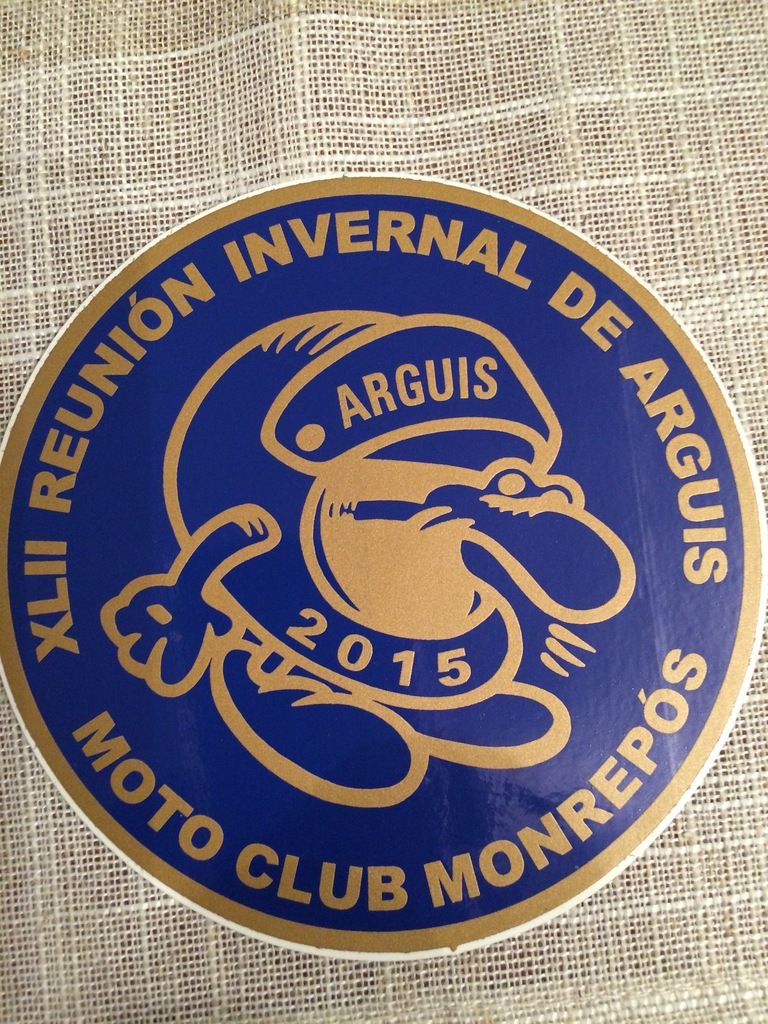 XLII REUNIÓN INVERNAL DE ARGUIS
ARGUIS
2015
MOTO CLUB MONREPÓS